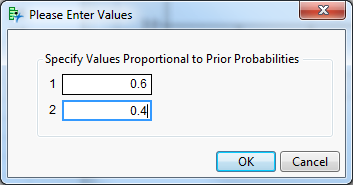 Please Enter Values
Specify Values Proportional to Prior Probabilities
1 0.6
2 0.4
OK Cancel